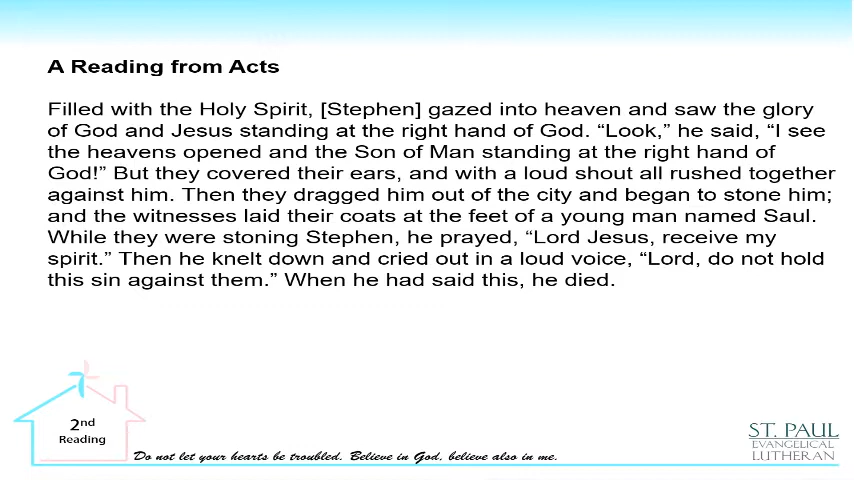 A Reading from Acts
Filled with the Holy Spirit, [Stephen] gazed into heaven and saw the glory
of God and Jesus standing at the right hand of God. “Look,” he said, “I see
the heavens opened and the Son of Man standing at the right hand of
God!” But they covered their ears, and with a loud shout all rushed together
against him. Then they dragged him out of the city and began to stone him;
and the witnesses laid their coats at the feet of a young man named Saul.
While they were stoning Stephen, he prayed, “Lord Jesus, receive my
spirit.” Then he knelt down and cried out in a loud voice, “Lord, do not hold
this sin against them.” When he had said this, he died.
2nd
Reading
Do not let your hearts be troubled. Believe in God, believe also in me.
ST. PAUL
EVANGELICAL
LUTHERAN